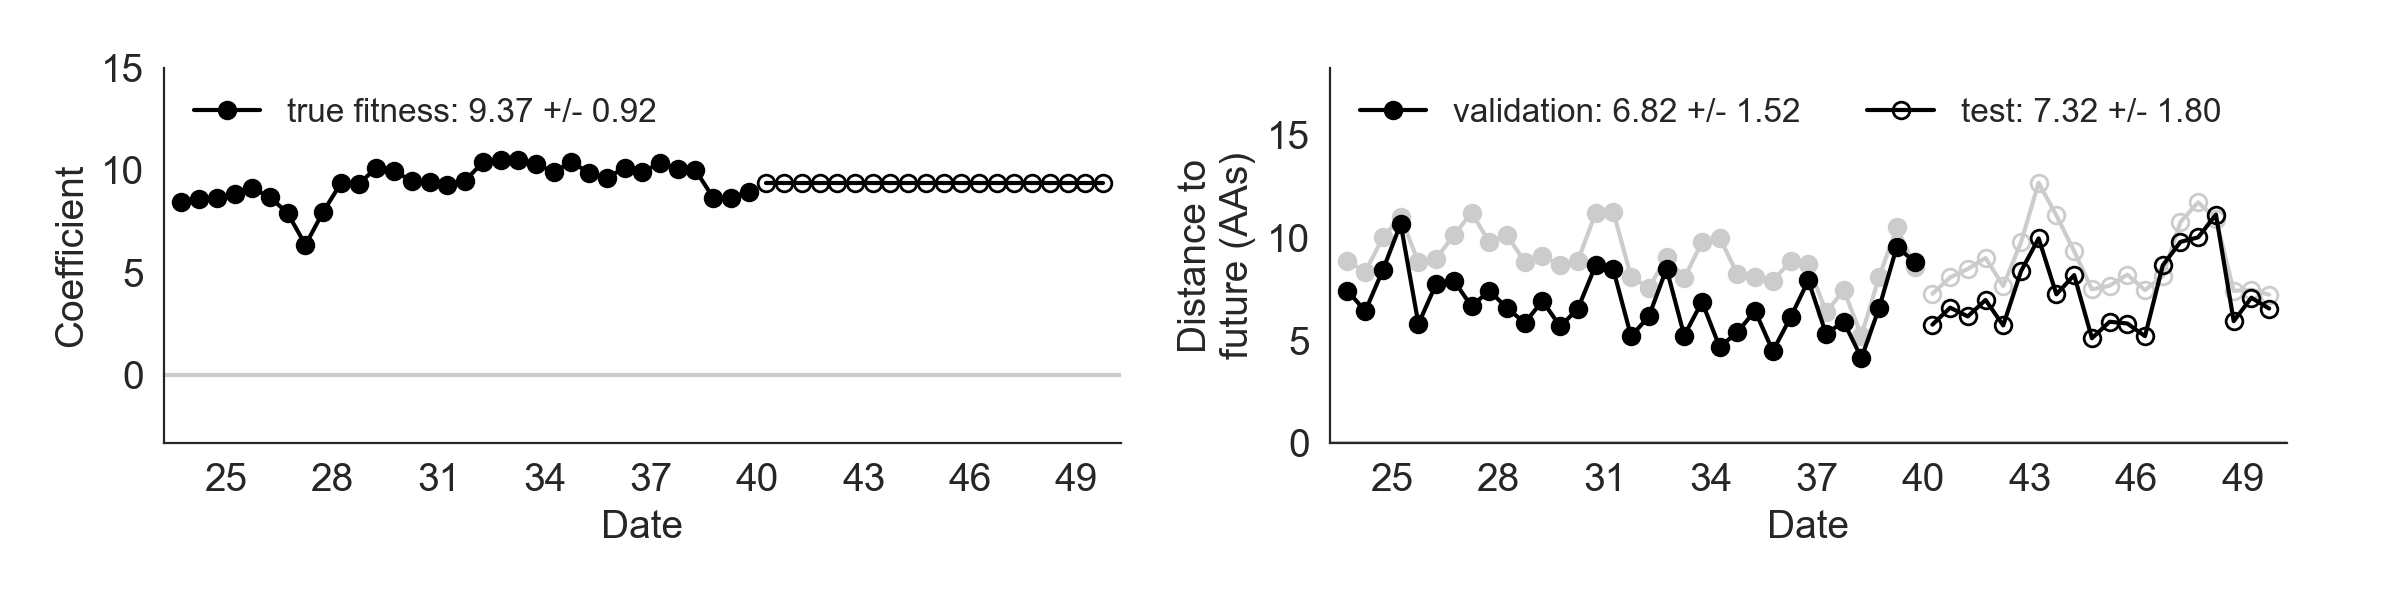 15
true fitness: 9.37 +/- 0.92
10
5
0
Coefficient
25 28 31 34 37 40 43 46 49
Date
validation: 6.82 +/- 1.52 test: 7.32 +/- 1.80
15
10
5
0
Distance to
future (AAs)
25 28 31 34 37 40 43 46 49
Date